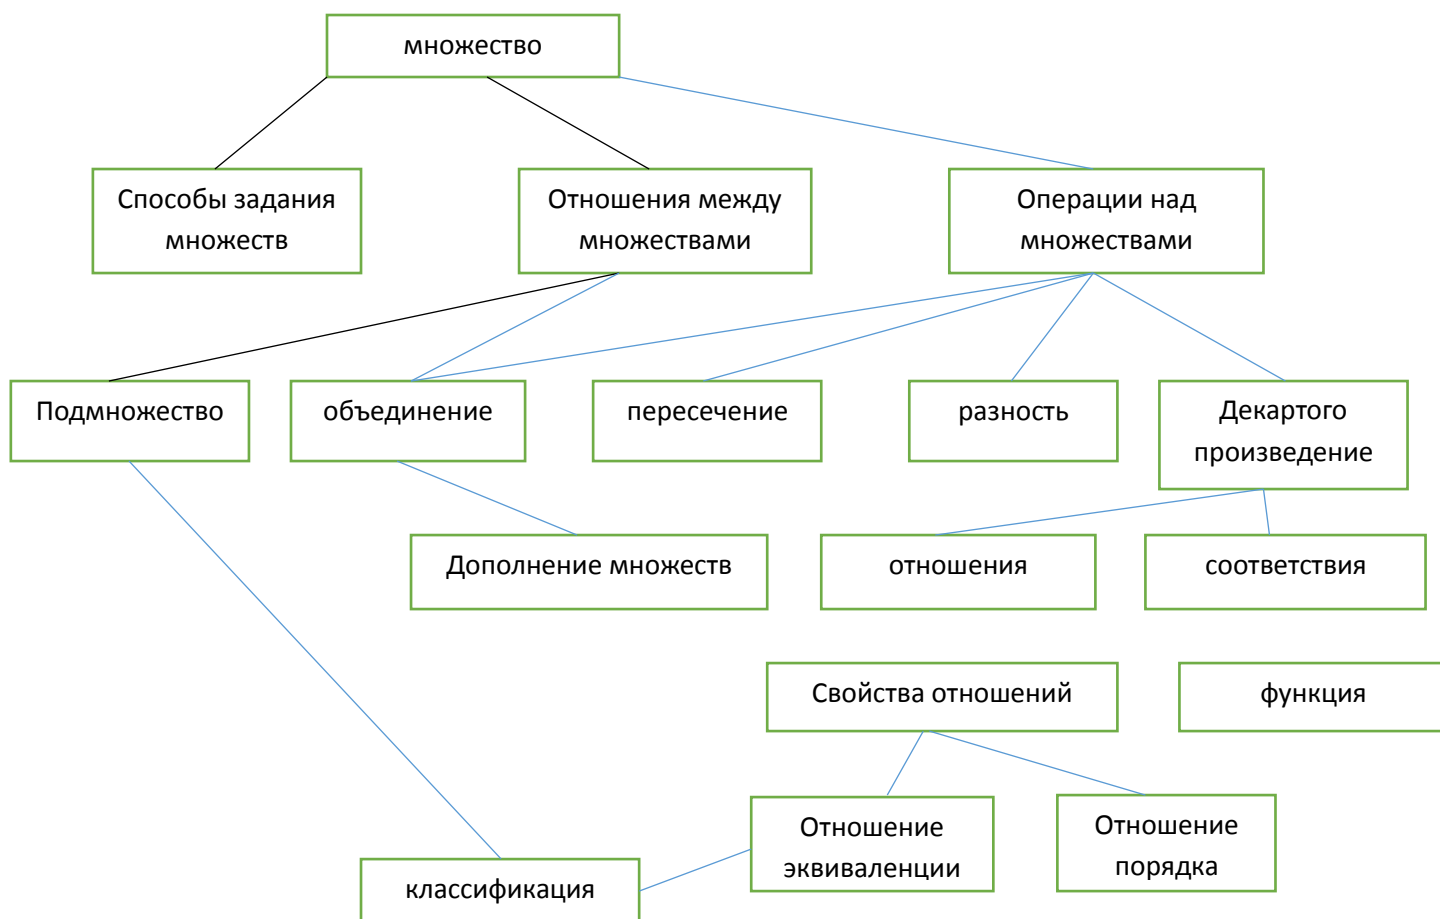 множество
Способы задания
множеств
Отношения между
множествами
Операции над
множествами
Подмножество
объединение
пересечение
разность
Декартого
произведение
Дополнение множеств
отношения
соответствия
Свойства отношений
функция
Отношение
эквиваленции
Отношение
порядка
классификация